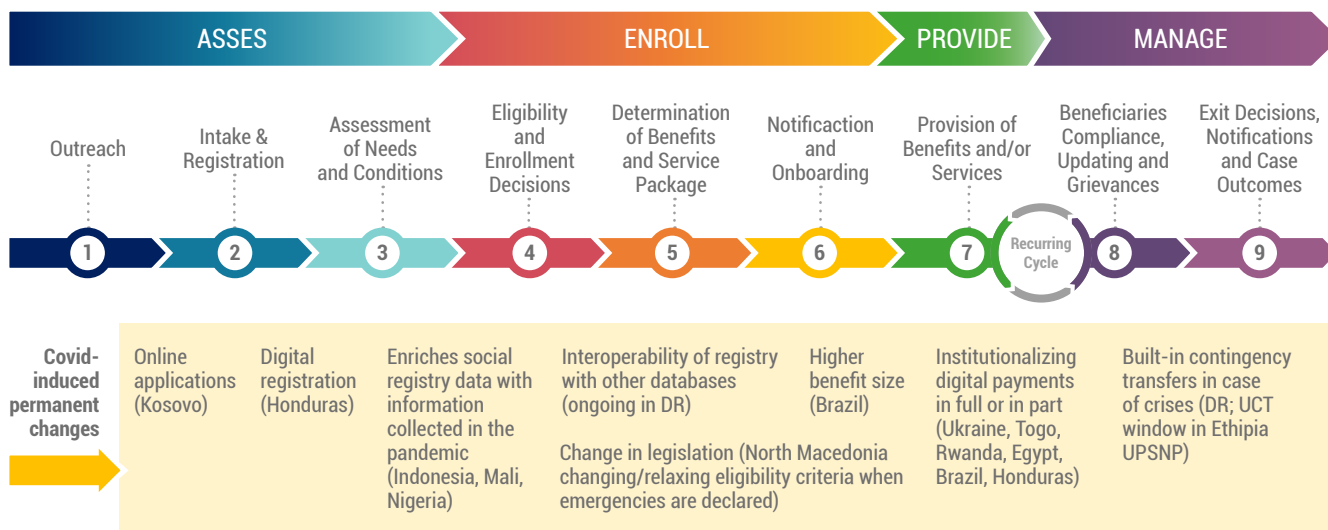 ASSES
ENROLL
PROVIDE
MANAGE
Outreach
Intake &
Registration
Assessment
of Needs
and Conditions
Eligibility
and
Enrollment
Decisions
Determination
of Benefits
and Service
Package
Notificaction
and
Onboarding
Provision of
Benefits and/or
Services
Beneficiaries
Compliance,
Updating and
Grievances
Exit Decisions,
Notifications
and Case
Outcomes
1
2
3
4
5
6
7
Recurring
Cycle
8
9
Covid-
induced
permanent
changes
Online
applications
(Kosovo)
Digital
registration
(Honduras)
Enriches social
registry data with
information
collected in the
pandemic
(Indonesia, Mali,
Nigeria)
Interoperability of registry
with other databases
(ongoing in DR)
Change in legislation (North Macedonia
changing/relaxing eligibility criteria when
emergencies are declared)
Higher
benefit size
(Brazil)
Institutionalizing
digital payments
in full or in part
(Ukraine, Togo,
Rwanda, Egypt,
Brazil, Honduras)
Built-in contingency
transfers in case
of crises (DR; UCT
window in Ethipia
UPSNP)